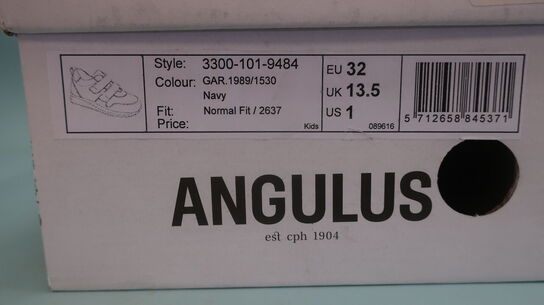 Style: 3300-101-9484
Colour: GAR.1989/1530
Navy
Fit: Normal Fit / 2637
Price:
Kids
EU 32
UK 13.5
US 1
089616
5 712658 845371
ANGULUS
est cph 1904